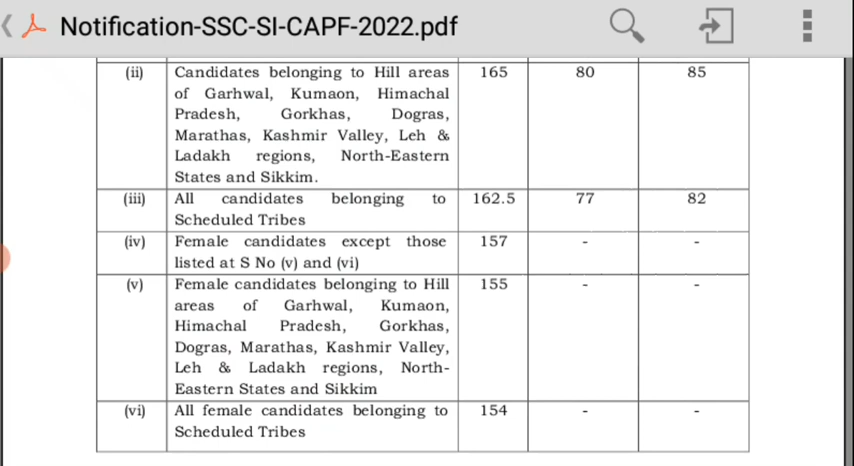 Notification-SSC-SI-CAPF-2022.pdf
(ii) Candidates belonging to Hill areas 165 80 85
of Garhwal, Kumaon, Himachal
Pradesh, Gorkhas, Dogras,
Marathas, Kashmir Valley, Leh &
Ladakh regions, North-Eastern
States and Sikkim.
(iii) All candidates belonging to 162.5 77 82
Scheduled Tribes
(iv) Female candidates except those 157 - -
listed at S No (v) and (vi)
(v) Female candidates belonging to Hill 155 - -
areas of Garhwal, Kumaon,
Himachal Pradesh, Gorkhas,
Dogras, Marathas, Kashmir Valley,
Leh & Ladakh regions, North-
Eastern States and Sikkim
(vi) All female candidates belonging to 154 - -
Scheduled Tribes